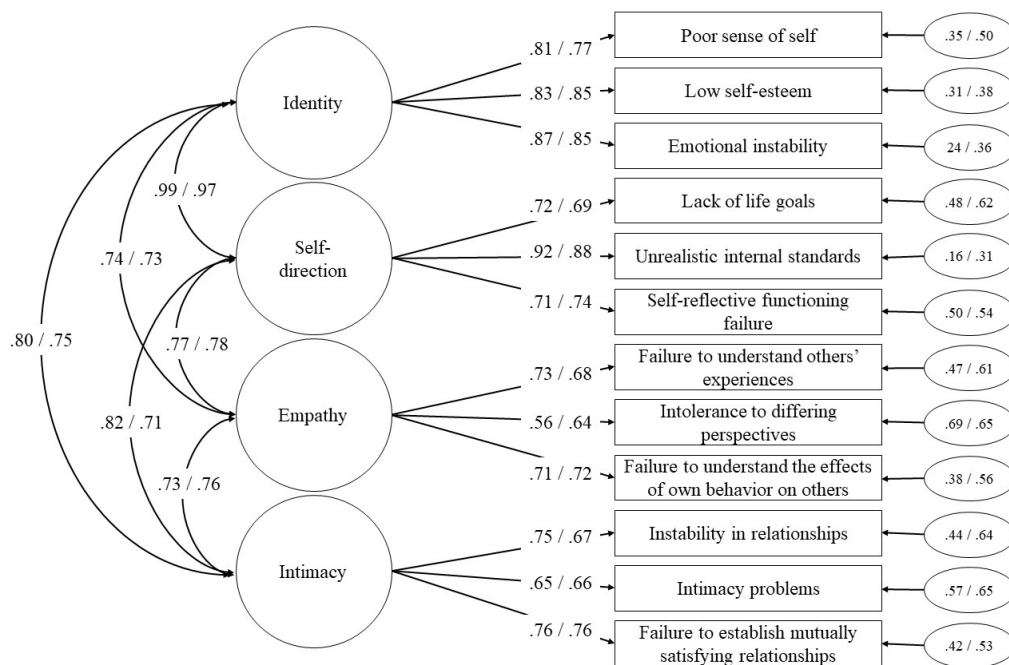 Poor sense of self
.35 / .50
.81 / .77
Low self-esteem
.31 / .38
.83 / .85
Identity
Emotional instability
24 / .36
.87 / .85
.99 / .97
Lack of life goals
.48 / .62
.72 / .69
Self-
direction
Unrealistic internal standards
.16 / .31
.92 / .88
.74 / .73
Self-reflective functioning
failure
.50 / .54
.71 / .74
.80 / .75
.77 / .78
Failure to understand others’
experiences
.47 / .61
.73 / .68
Empathy
Intolerance to differing
perspectives
.69 / .65
.56 / .64
.82 / .71
Failure to understand the effects
of own behavior on others
.38 / .56
.71 / .72
.73 / .76
Instability in relationships
.44 / .64
.75 / .67
Intimacy
Intimacy problems
.57 / .65
.65 / .66
Failure to establish mutually
satisfying relationships
.42 / .53
.76 / .76